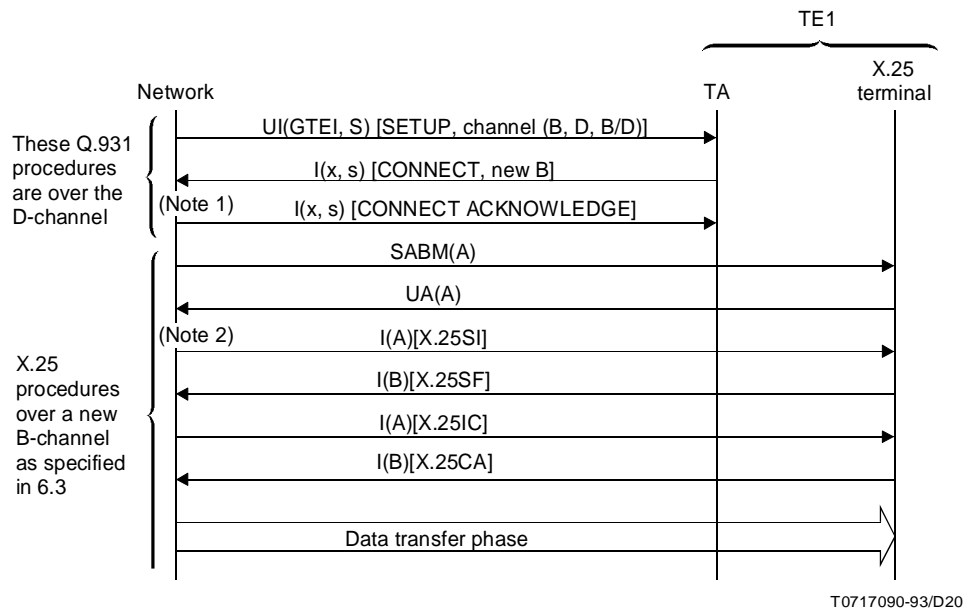 TE1
Network
TA
X.25
terminal
These Q.931
procedures
are over the
D-channel
UI(GTEI, S) [SETUP, channel (B, D, B/D)]
I(x, s) [CONNECT, new B]
(Note 1)
I(x, s) [CONNECT ACKNOWLEDGE]
SABM(A)
UA(A)
(Note 2)
I(A)[X.25SI]
X.25
procedures
over a new
B-channel
as specified
in 6.3
I(B)[X.25SF]
I(A)[X.25IC]
I(B)[X.25CA]
Data transfer phase
T0717090-93/D20